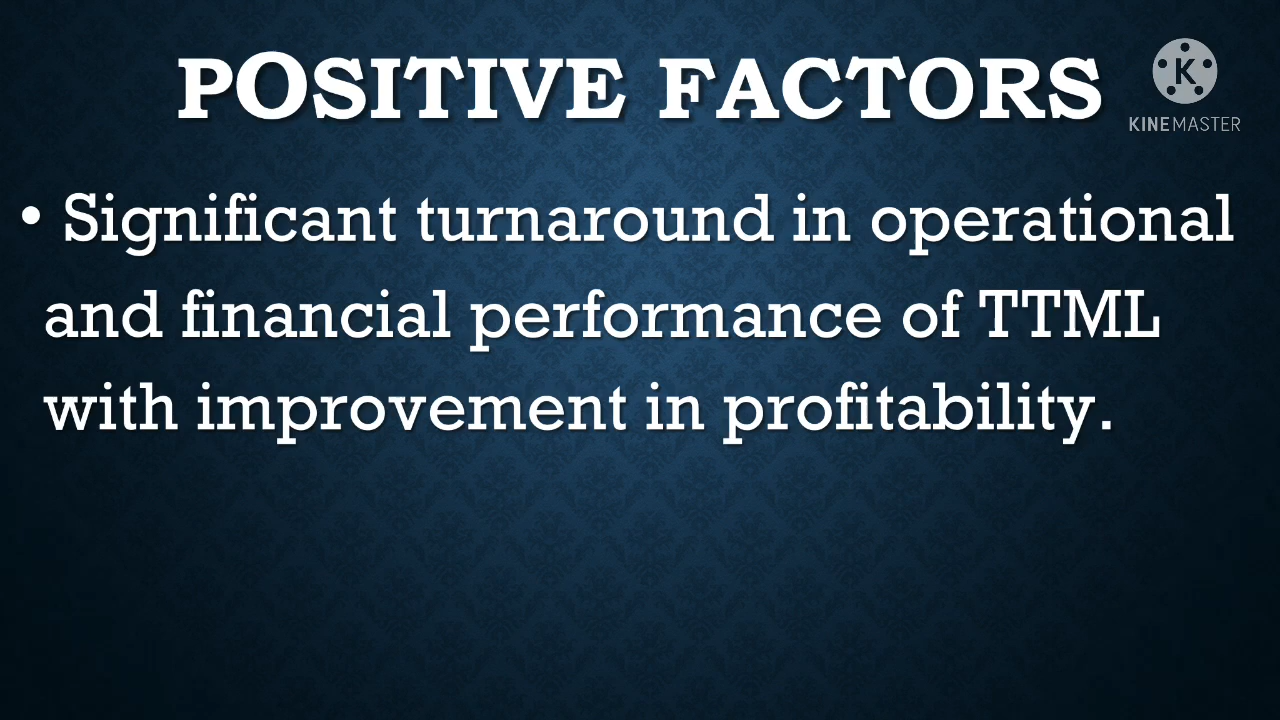 POSITIVE FACTORS
KINEMASTER
• Significant turnaround in operational
and financial performance of TTML
with improvement in profitability.